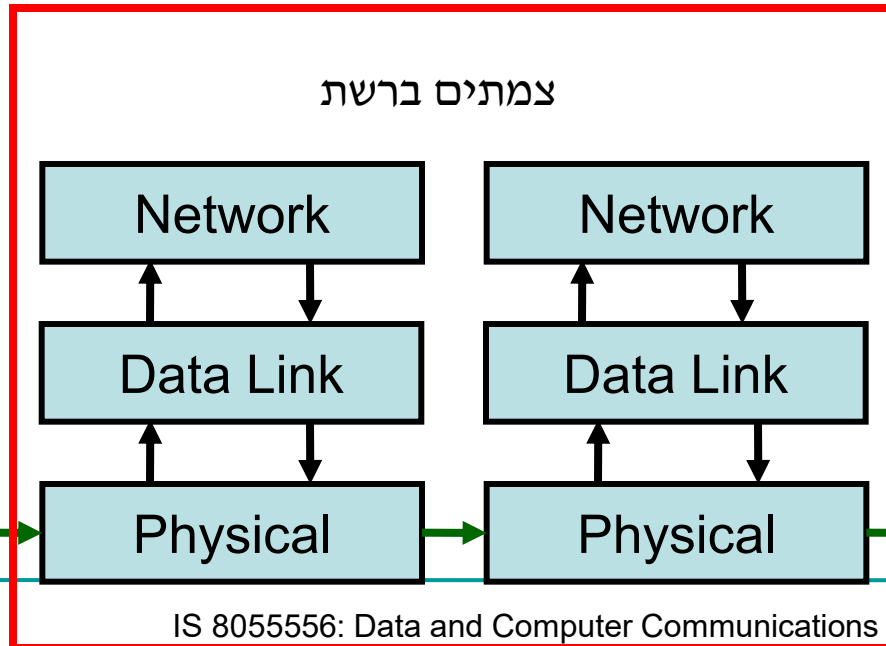 צמתים ברשת
Network
Network
Data Link
Data Link
Physical
Physical
IS 8055556: Data and Computer Communications